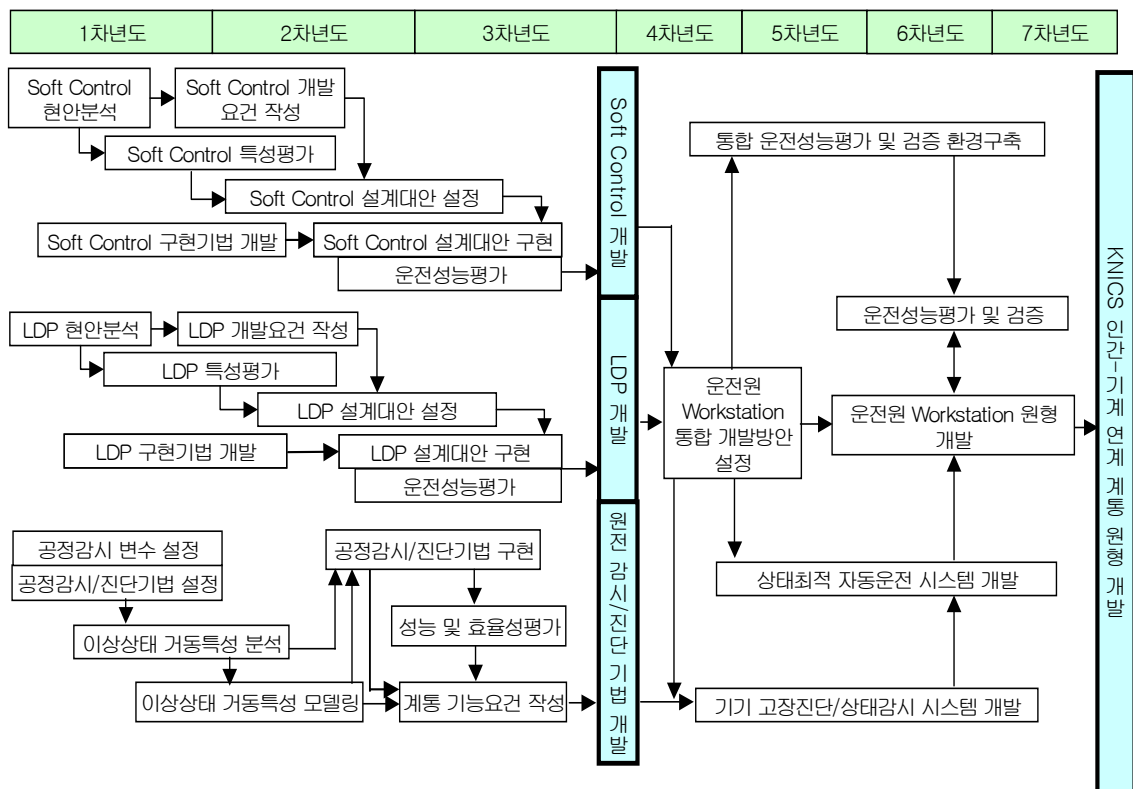 1차년도
2차년도
3차년도
4차년도
5차년도
6차년도
7차년도
Soft Control
현안분석
Soft Control 개발
요건 작성
Soft Control 특성평가
Soft Control 설계대안 설정
Soft Control 구현기법 개발
Soft Control 설계대안 구현
운전성능평가
LDP 현안분석
LDP 개발요건 작성
LDP 특성평가
LDP 설계대안 설정
LDP 구현기법 개발
LDP 설계대안 구현
운전성능평가
공정감시 변수 설정
공정감시/진단기법 설정
공정감시/진단기법 구현
이상상태 거동특성 분석
성능 및 효율성평가
이상상태 거동특성 모델링
계통 기능요건 작성
Soft Control 개발
LDP 개발
원전 감시/진단 기법 개발
통합 운전성능평가 및 검증 환경구축
운전성능평가 및 검증
운전원
Workstation
통합 개발방안
설정
운전원 Workstation 원형
개발
상태최적 자동운전 시스템 개발
기기 고장진단/상태감시 시스템 개발
KNICS 인간-기계 연계 계통 원형 개발